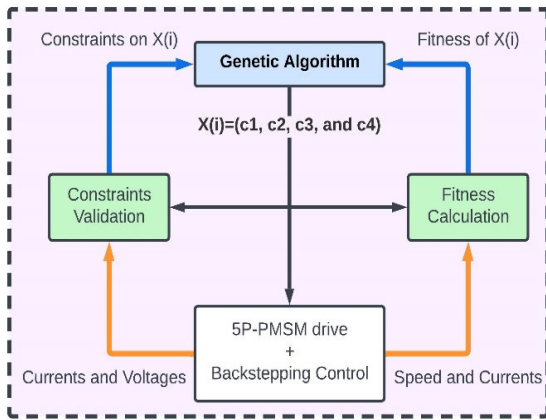 Constraints on X(i)
Fitness of X(i)
Genetic Algorithm
X(i)=(c1, c2, c3, and c4)
Constraints
Validation
Fitness
Calculation
5P-PMSM drive
+
Backstepping Control
Currents and Voltages
Speed and Currents